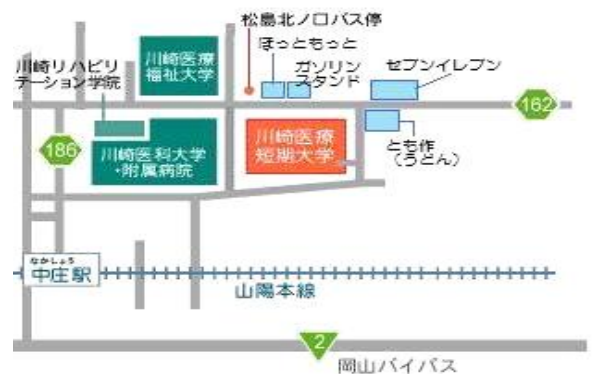 松島北ノ口バス停
ほっともっと
川崎医療
福祉大学
川崎リハビリ
テーション学院
ガソリン
スタンド
セブンイレブン
162
186
川崎医科大学
・附属病院
川崎医療
短期大学
とも作
（うどん）
なかしょう
中庄駅
山陽本線
2
岡山バイパス